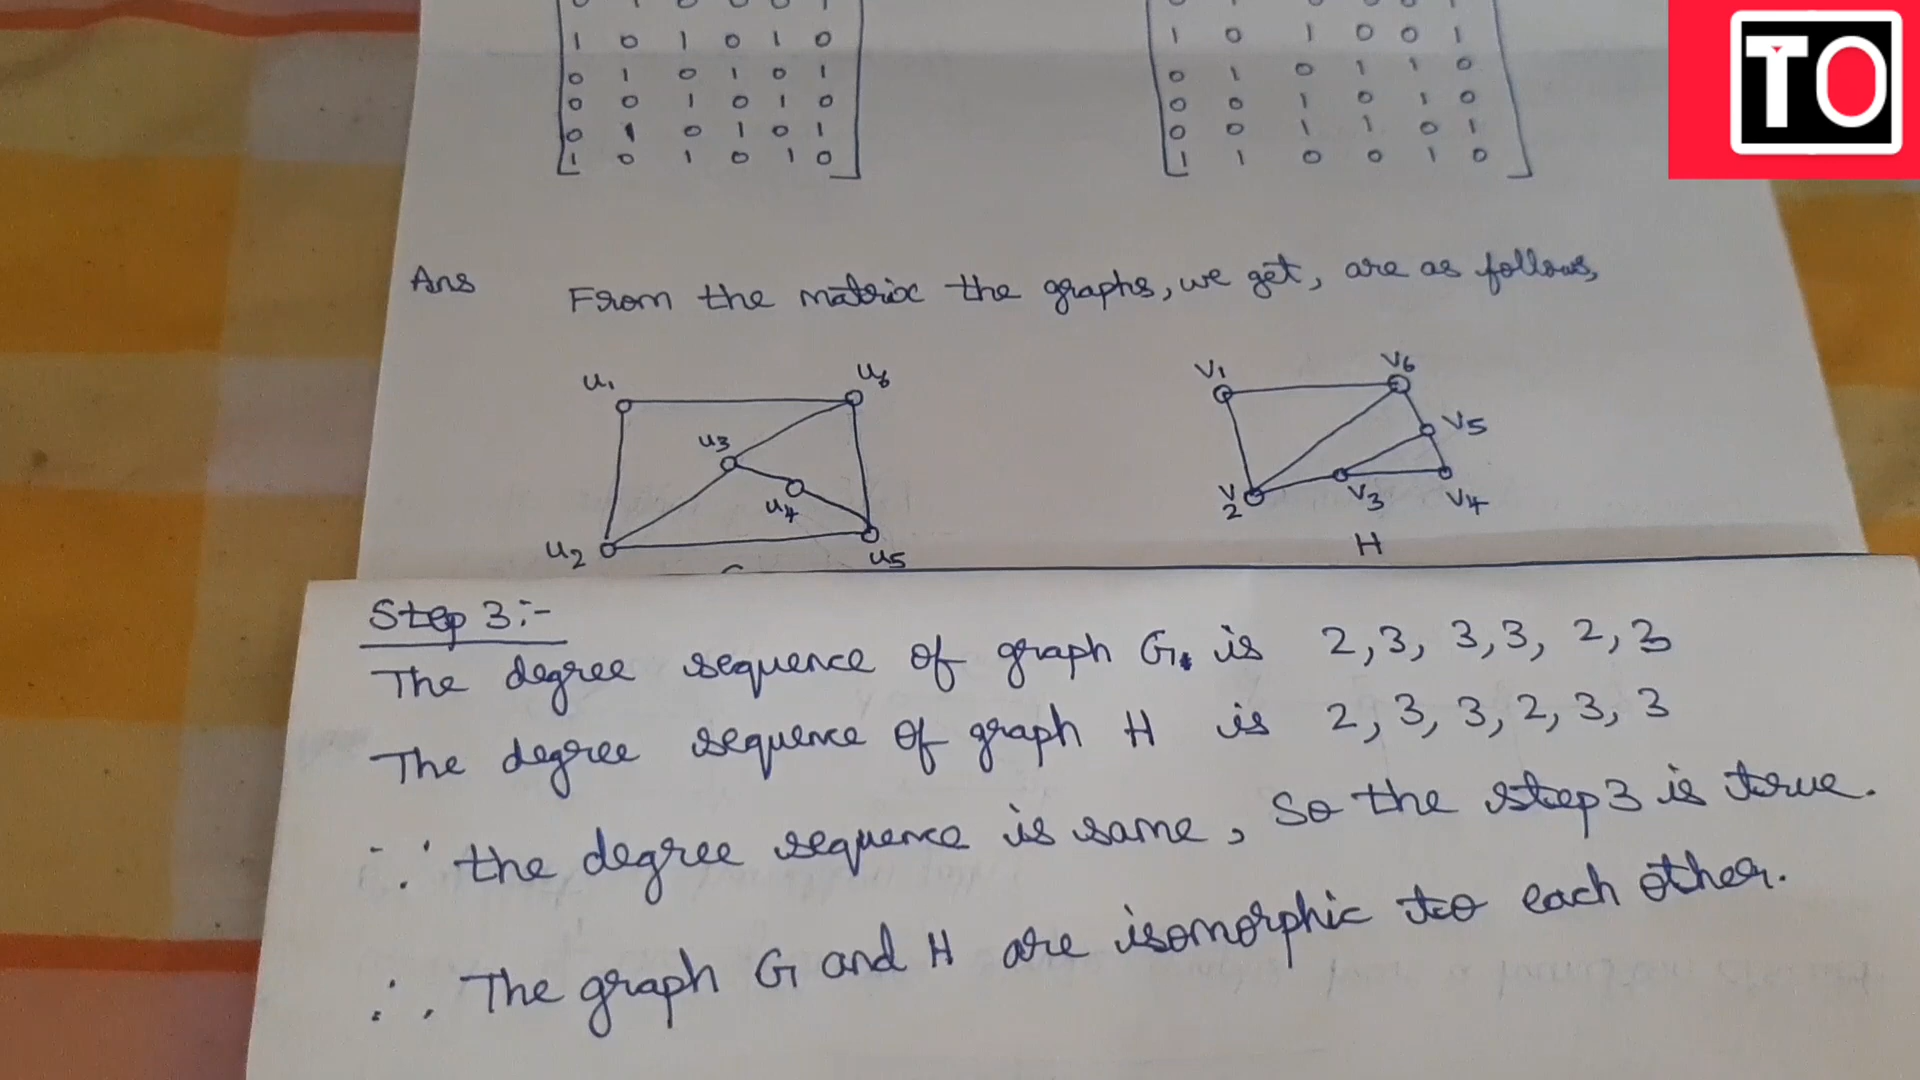 TO
1 0 1 0 1 0
0 1 0 1 0 1
0 0 1 0 1 0
0 1 0 1 0 1
1 0 1 0 1 0
1 0 1 0 0 1
0 1 0 1 1 0
0 0 1 0 1 0
0 0 1 1 0 1
1 1 0 0 1 0
Ans From the matrix the graphs, we get, are as follows,
u1 u6
u3
u4
u2 u5
V1 V6
V5
V2 V3 V4
H
Step 3:-
The degree sequence of graph G is 2,3, 3,3, 2,3
The degree sequence of graph H is 2, 3, 3, 2, 3, 3
∵ the degree sequence is same, so the step 3 is true.
∴ The graph G and H are isomorphic to each other.